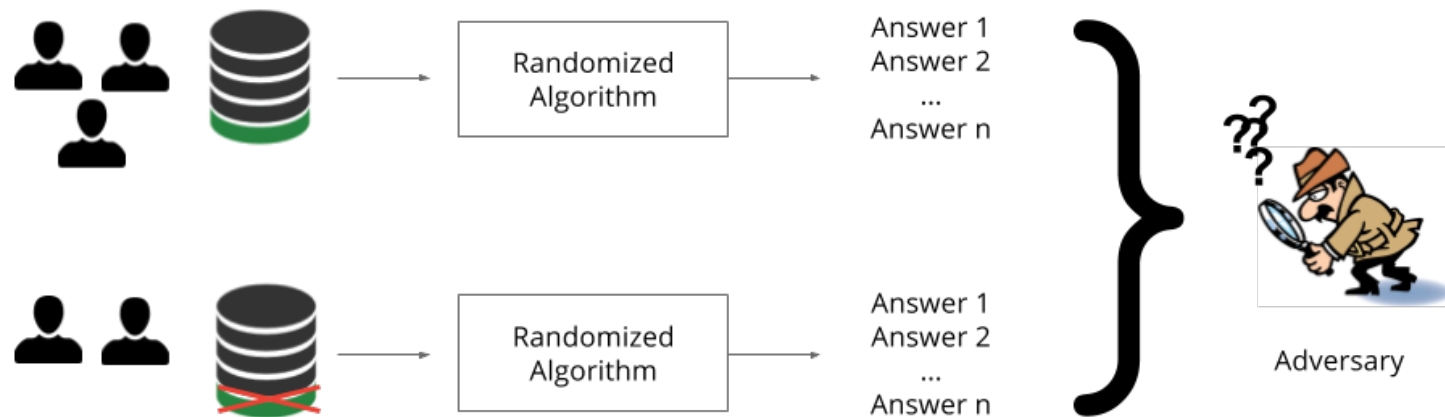 Randomized
Algorithm
Answer 1
Answer 2
...
Answer n
????
Randomized
Algorithm
Answer 1
Answer 2
...
Answer n
Adversary